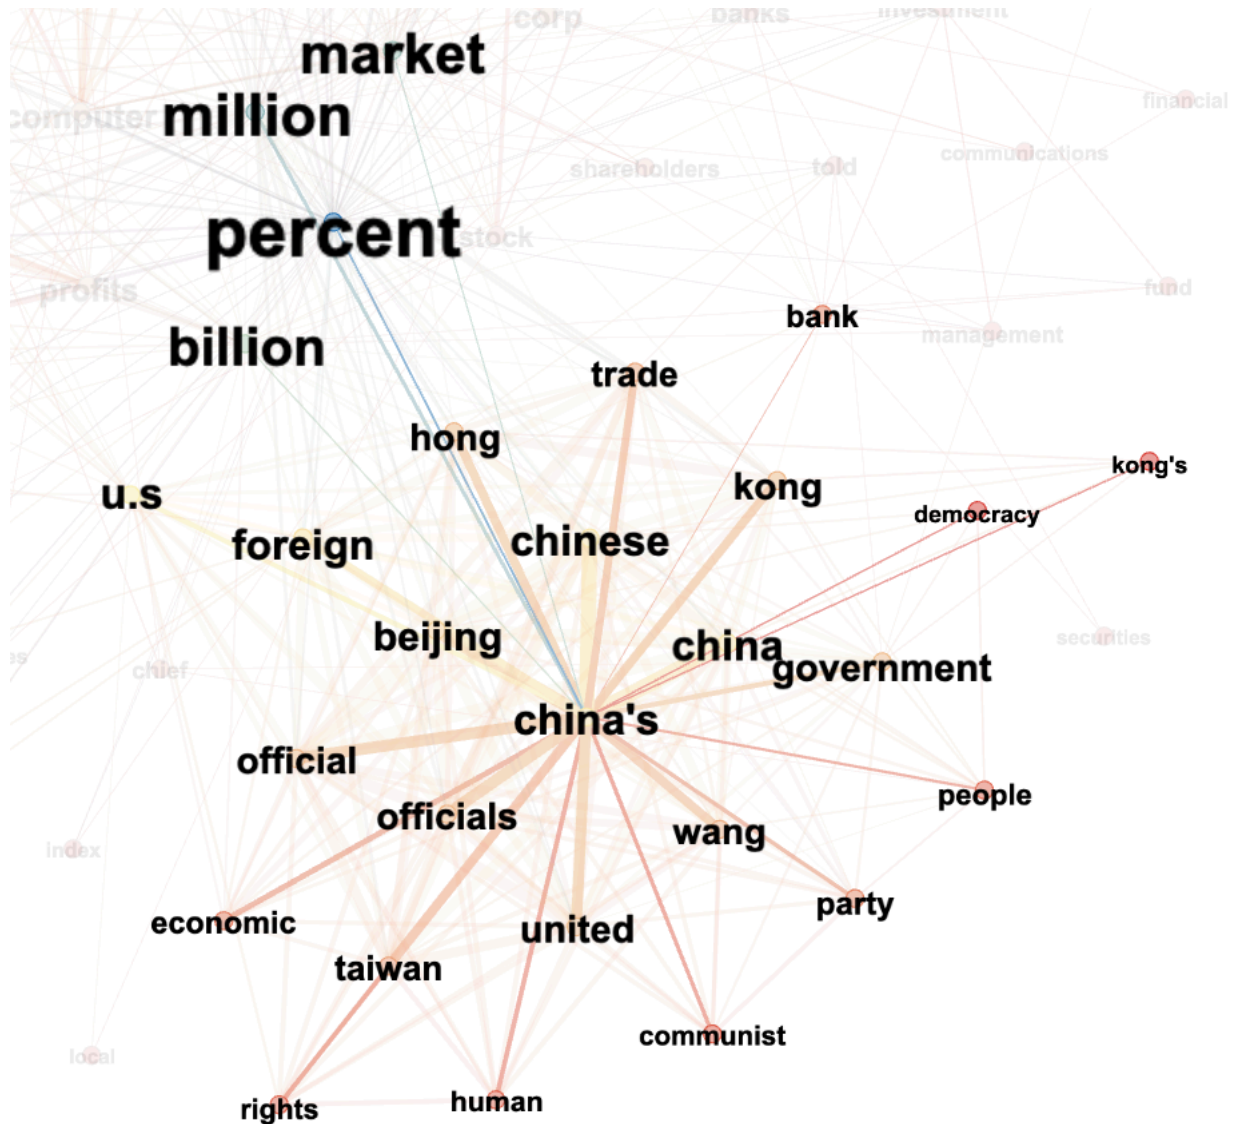 corp
banks
investment
market
financial
computer
million
communications
shareholders
told
percent
stock
profits
fund
bank
management
billion
trade
hong
kong's
u.s
kong
democracy
foreign
chinese
beijing
china
securities
es
chief
government
china's
official
people
officials
wang
index
party
economic
united
taiwan
communist
local
rights
human